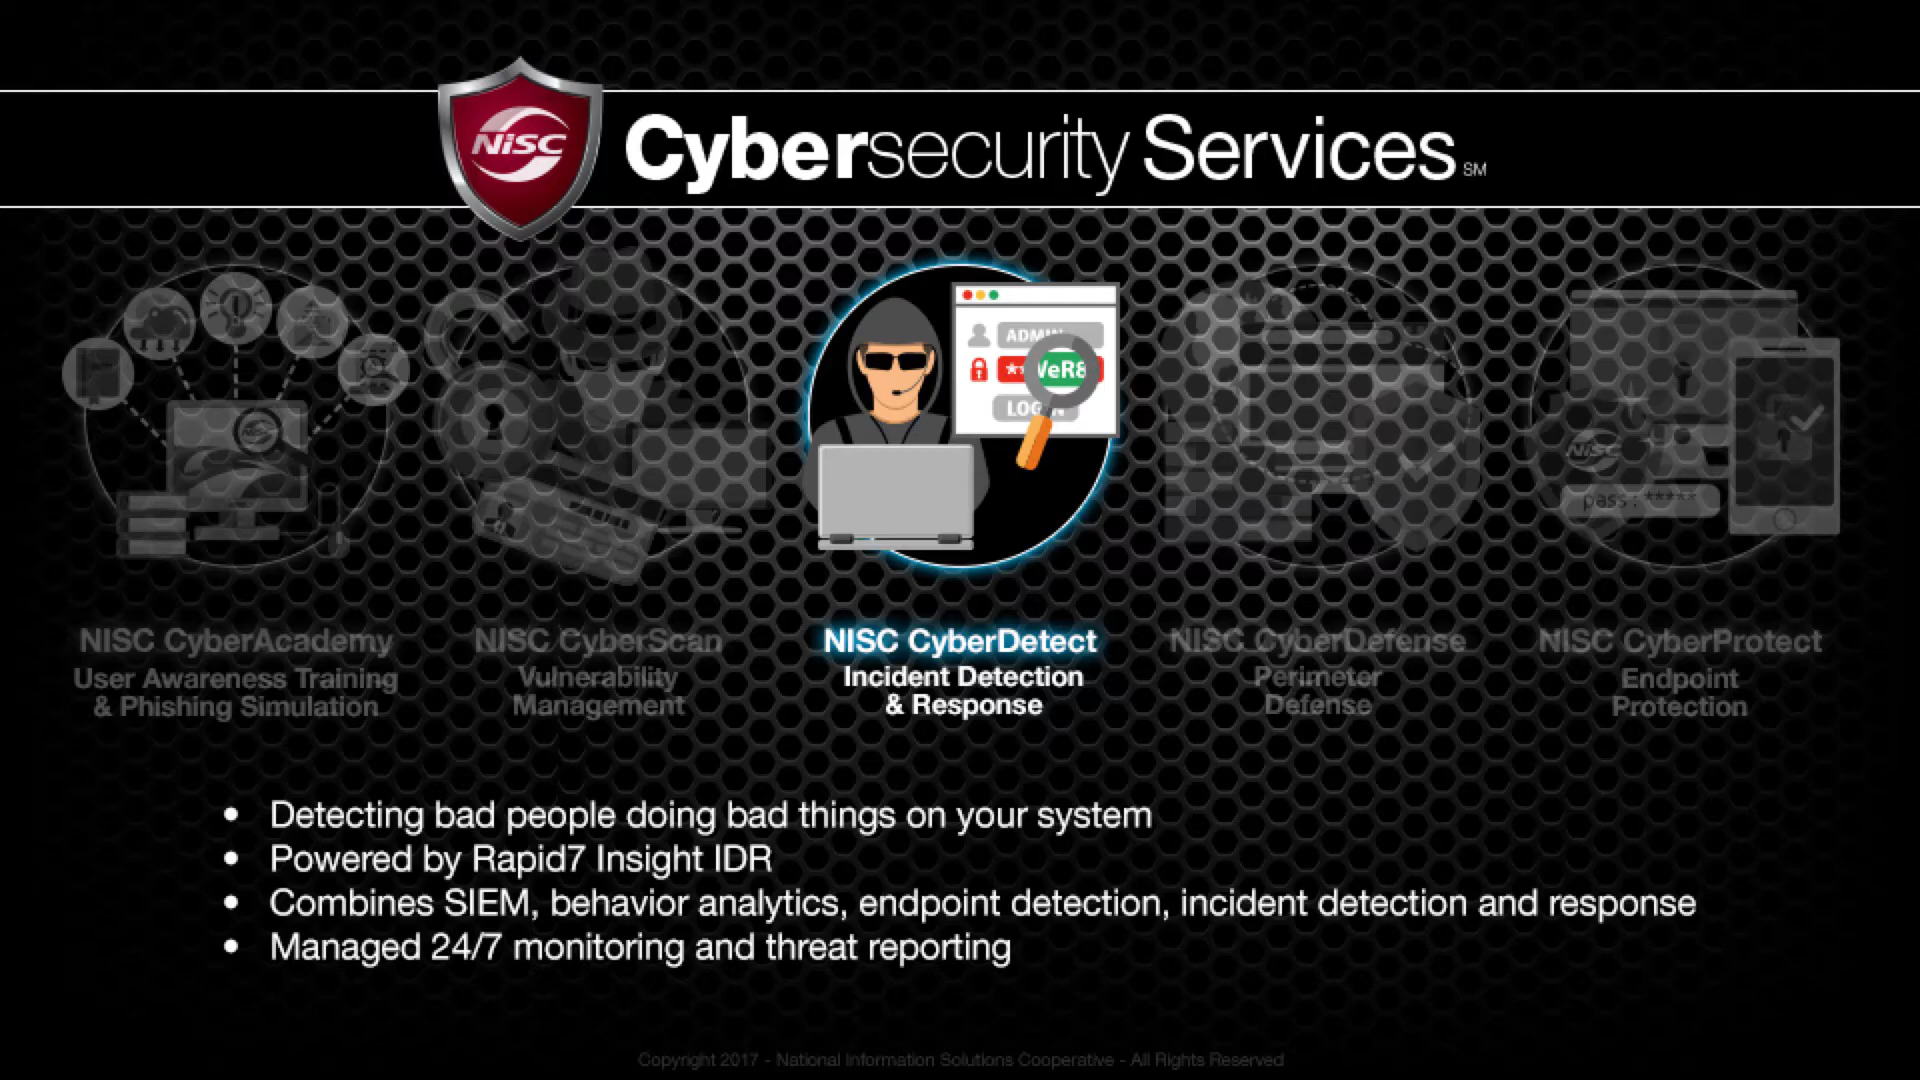 NiSC
Cybersecurity Services SM
ADMIN
VeR8
LOG
NiSC
pass : *****
NISC CyberAcademy
User Awareness Training
& Phishing Simulation
NISC CyberScan
Vulnerability
Management
NISC CyberDetect
Incident Detection
& Response
NISC CyberDefense
Perimeter
Defense
NISC CyberProtect
Endpoint
Protection
• Detecting bad people doing bad things on your system
• Powered by Rapid7 Insight IDR
• Combines SIEM, behavior analytics, endpoint detection, incident detection and response
• Managed 24/7 monitoring and threat reporting
Copyright 2017 - National Information Solutions Cooperative - All Rights Reserved